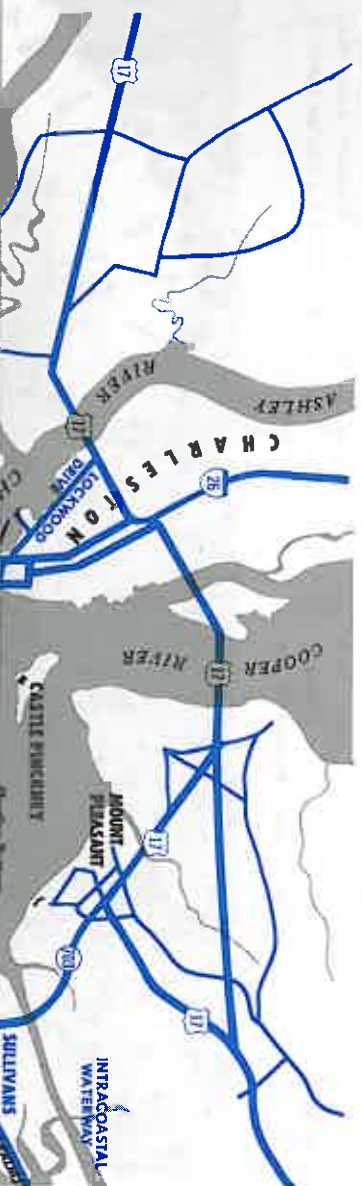 17
ASHLEY
RIVER
17
CHARLESTON
26
LOCKWOOD
DRIVE
COOPER
RIVER
17
CASTLE PINCKNEY
MOUNT
PLEASANT
17
703
17
INTRACOASTAL
WATERWAY
SULLIVANS